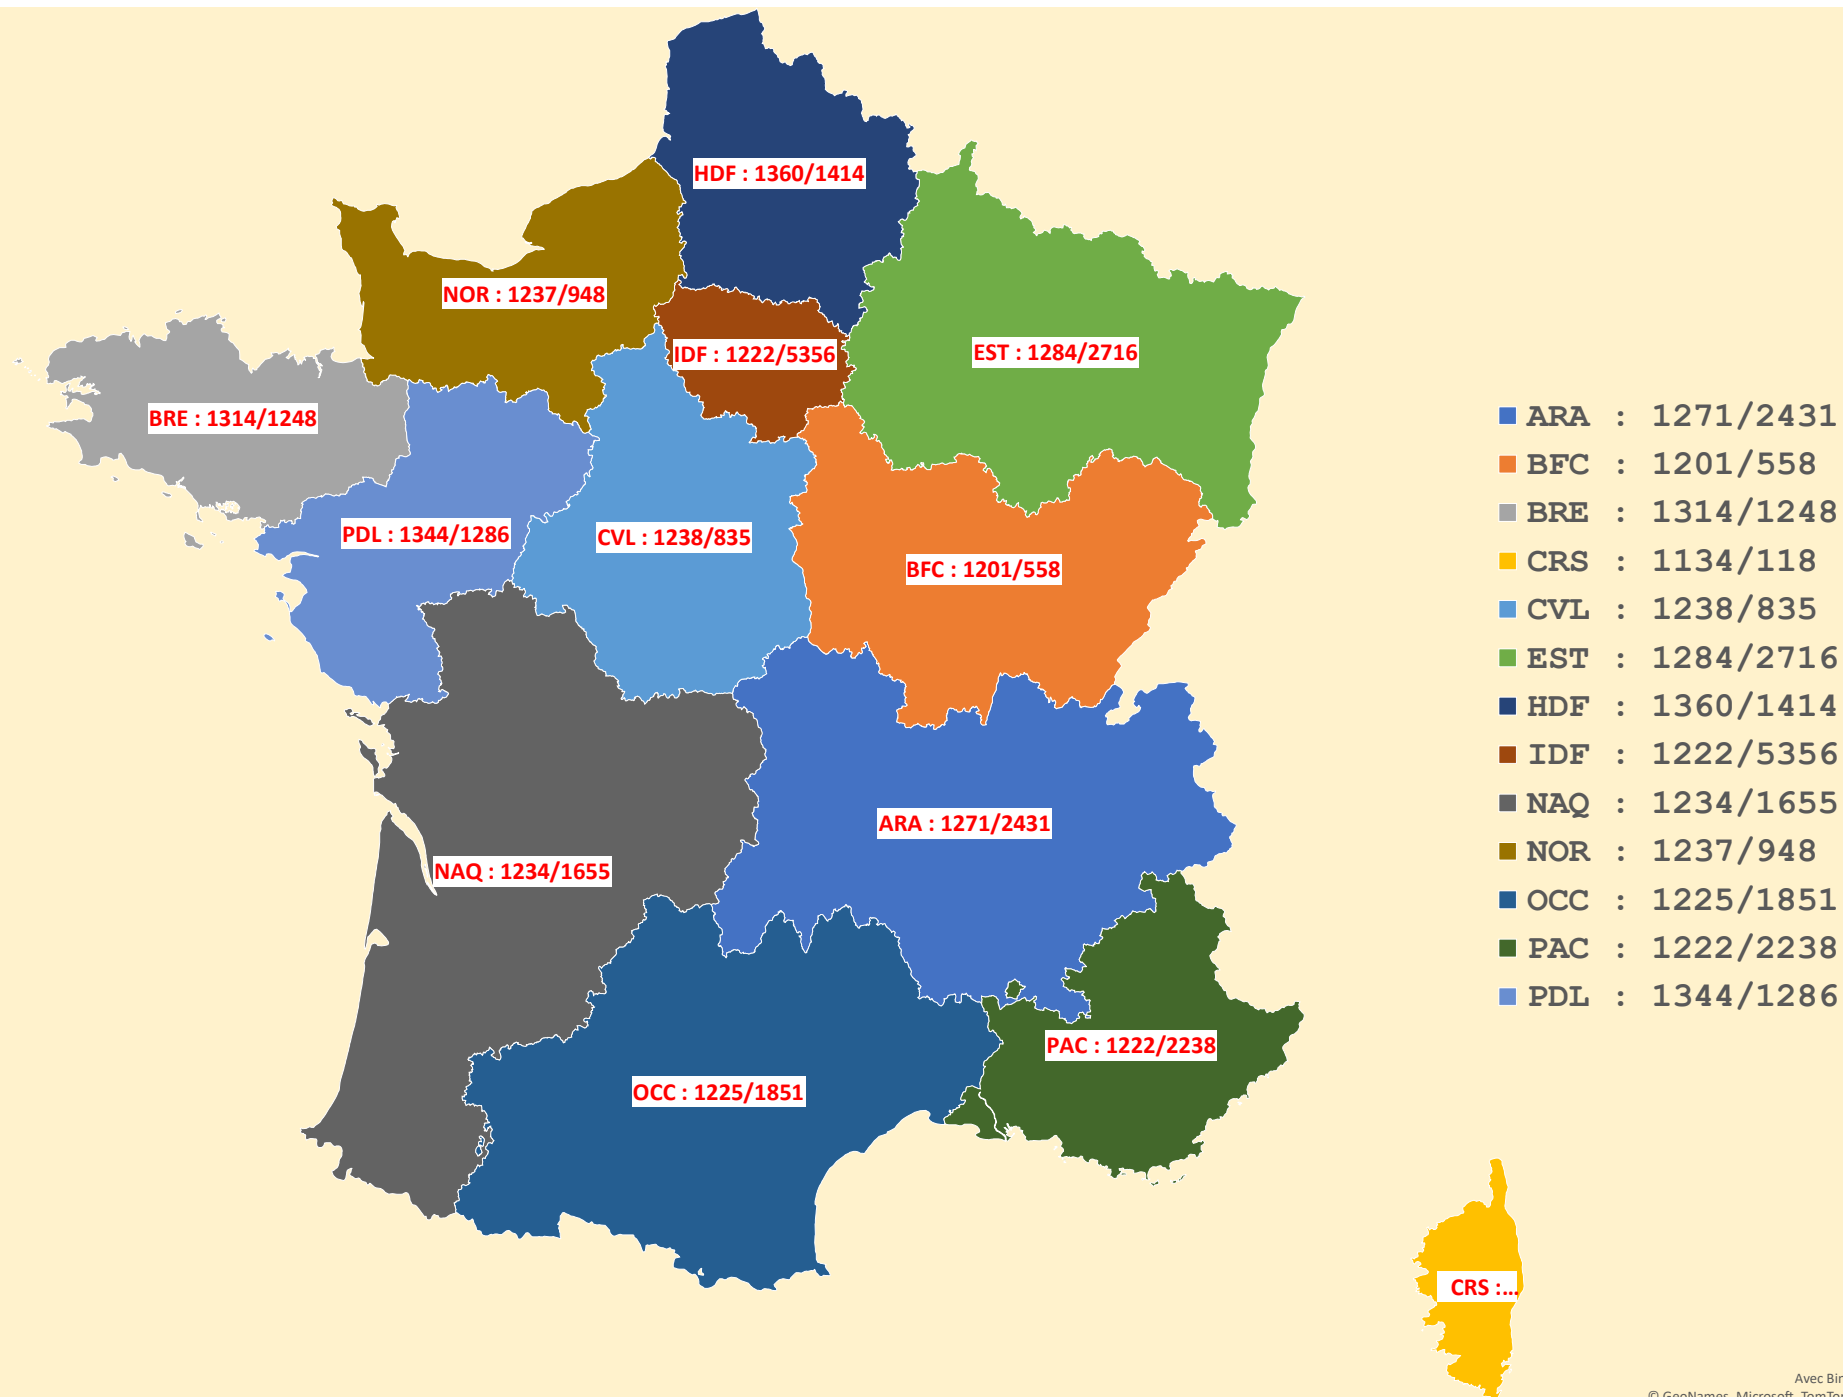 HDF : 1360/1414
NOR : 1237/948
IDF : 1222/5356
EST : 1284/2716
BRE : 1314/1248
PDL : 1344/1286
CVL : 1238/835
BFC : 1201/558
ARA : 1271/2431
NAQ : 1234/1655
PAC : 1222/2238
OCC : 1225/1851
CRS :...
ARA : 1271/2431
BFC : 1201/558
BRE : 1314/1248
CRS : 1134/118
CVL : 1238/835
EST : 1284/2716
HDF : 1360/1414
IDF : 1222/5356
NAQ : 1234/1655
NOR : 1237/948
OCC : 1225/1851
PAC : 1222/2238
PDL : 1344/1286
Avec Bin
© GeoNames, Microsoft, TomTom